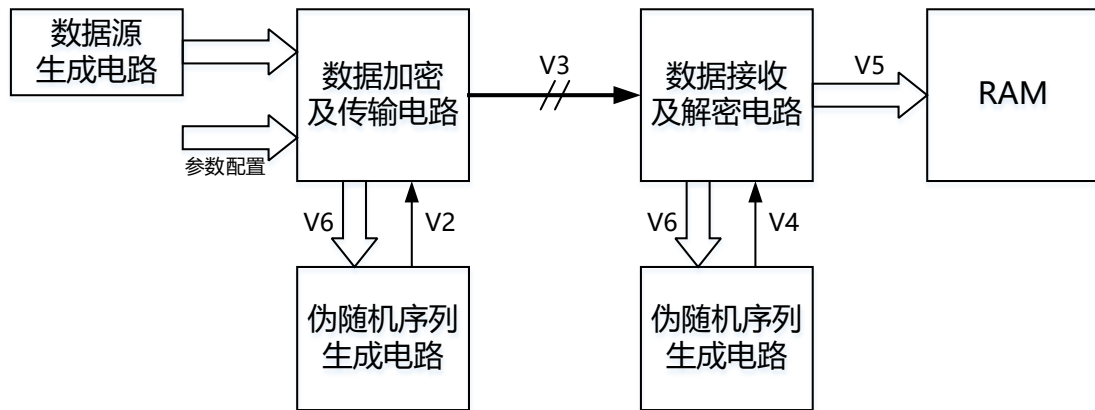 数据源
生成电路
数据加密
及传输电路
V3
数据接收
及解密电路
V5
RAM
参数配置
V6
V2
V6
V4
伪随机序列
生成电路
伪随机序列
生成电路